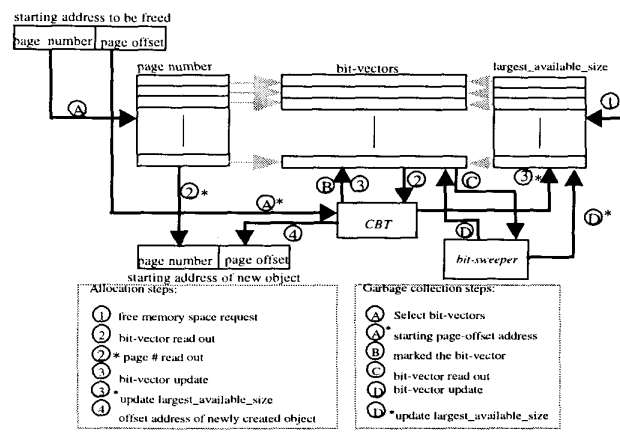 starting address to be freed
page number page offset
page number
bit-vectors
largest_available_size
A
1
2 *
B
3
2
C
3 *
A*
4
D
D *
CBT
bit-sweeper
page number page offset
starting address of new object
Allocation steps:
1 free memory space request
2 bit-vector read out
2 * page # read out
3 bit-vector update
3 * update largest_available_size
4 offset address of newly created object
Garbage collection steps:
A Select bit-vectors
A * starting page-offset address
B marked the bit-vector
C bit-vector read out
D bit-vector update
D * update largest_available_size